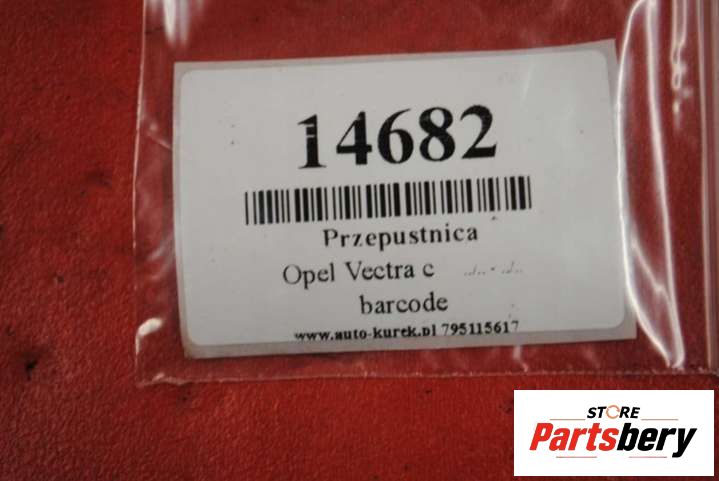 14682
Przepustnica
Opel Vectra c ../.. - ../..
barcode
www.auto-kurek.pl 795115617
STORE
Partsbery